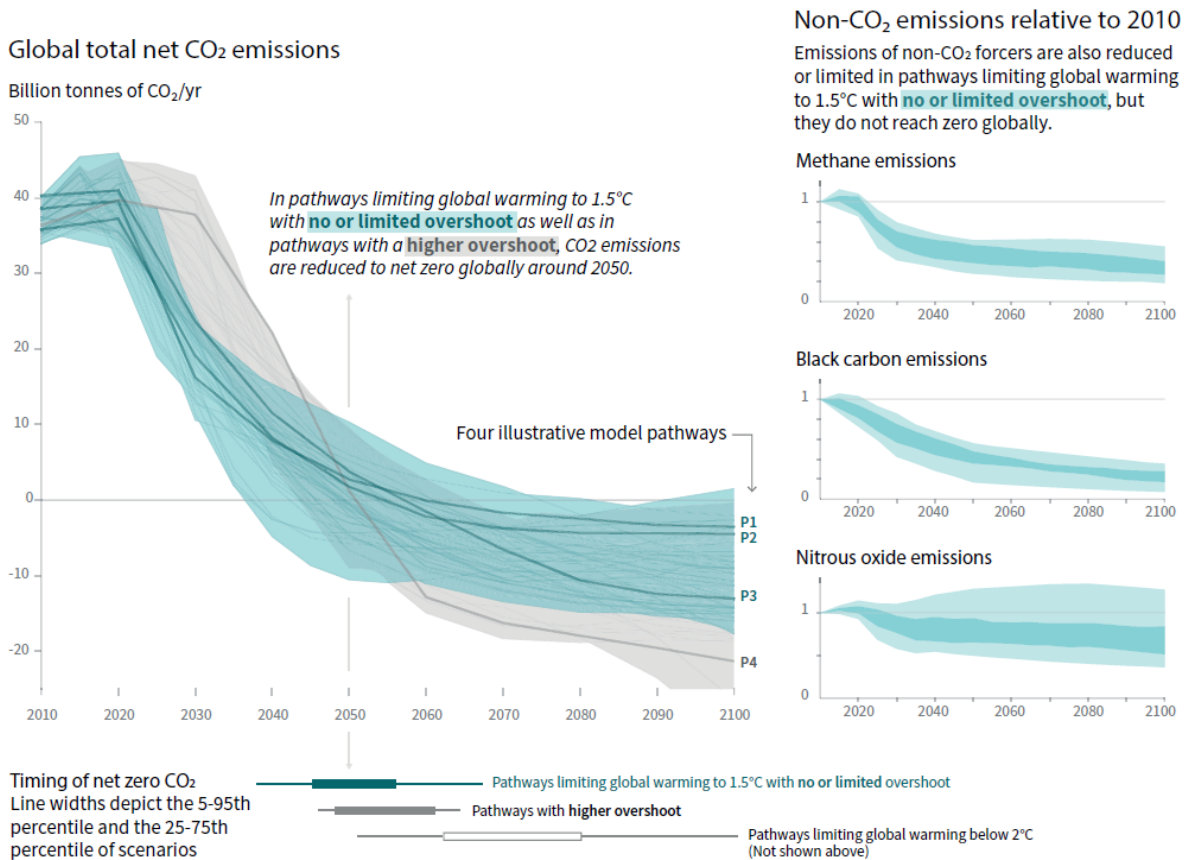 Global total net CO₂ emissions
Billion tonnes of CO₂/yr
50
40
30
20
10
0
-10
-20
2010
2020
2030
2040
2050
2060
2070
2080
2090
2100
In pathways limiting global warming to 1.5°C
with no or limited overshoot as well as in
pathways with a higher overshoot, CO2 emissions
are reduced to net zero globally around 2050.
Four illustrative model pathways
P1
P2
P3
P4
Non-CO₂ emissions relative to 2010
Emissions of non-CO₂ forcers are also reduced
or limited in pathways limiting global warming
to 1.5°C with no or limited overshoot, but
they do not reach zero globally.
Methane emissions
1
0
2020
2040
2060
2080
2100
Black carbon emissions
1
0
2020
2040
2060
2080
2100
Nitrous oxide emissions
1
0
2020
2040
2060
2080
2100
Timing of net zero CO₂
Line widths depict the 5-95th
percentile and the 25-75th
percentile of scenarios
Pathways limiting global warming to 1.5°C with no or limited overshoot
Pathways with higher overshoot
Pathways limiting global warming below 2°C
(Not shown above)